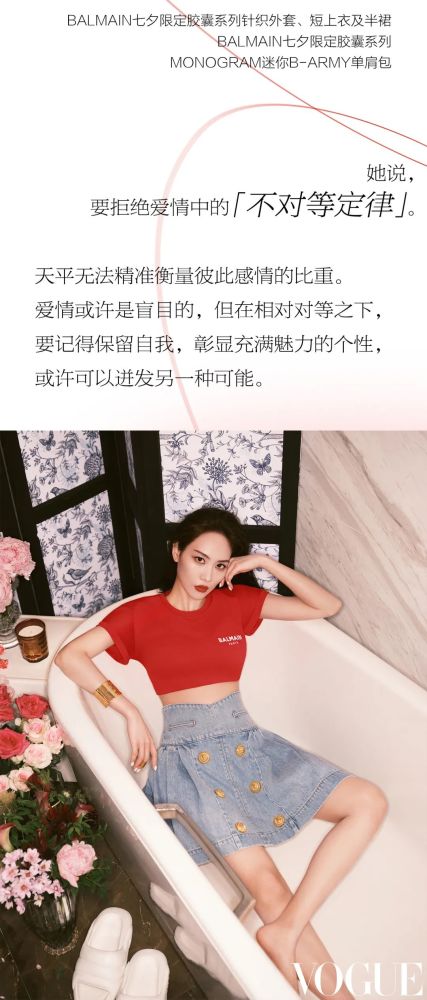 BALMAIN七夕限定胶囊系列针织外套、短上衣及半裙
BALMAIN七夕限定胶囊系列
MONOGRAM迷你B-ARMY单肩包
她说，
要拒绝爱情中的「不对等定律」。
天平无法精准衡量彼此感情的比重。
爱情或许是盲目的，但在相对对等之下，
要记得保留自我，彰显充满魅力的个性，
或许可以迸发另一种可能。
BALMAIN
PARIS
VOGUE